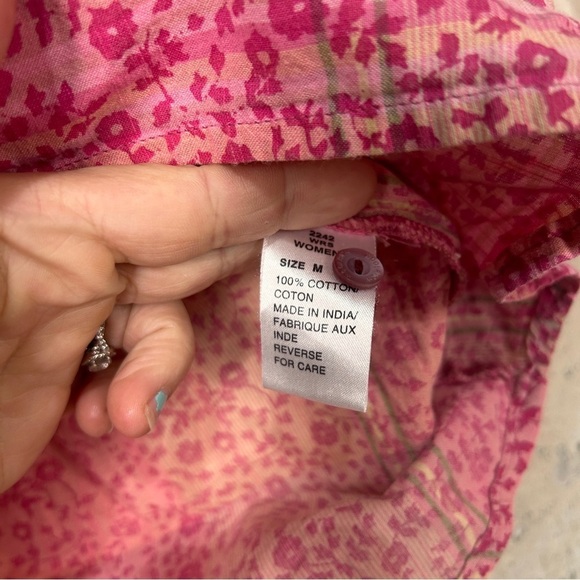 2242
WRS
WOMEN
SIZE M
100% COTTON/
COTON
MADE IN INDIA/
FABRIQUE AUX
INDE
REVERSE
FOR CARE